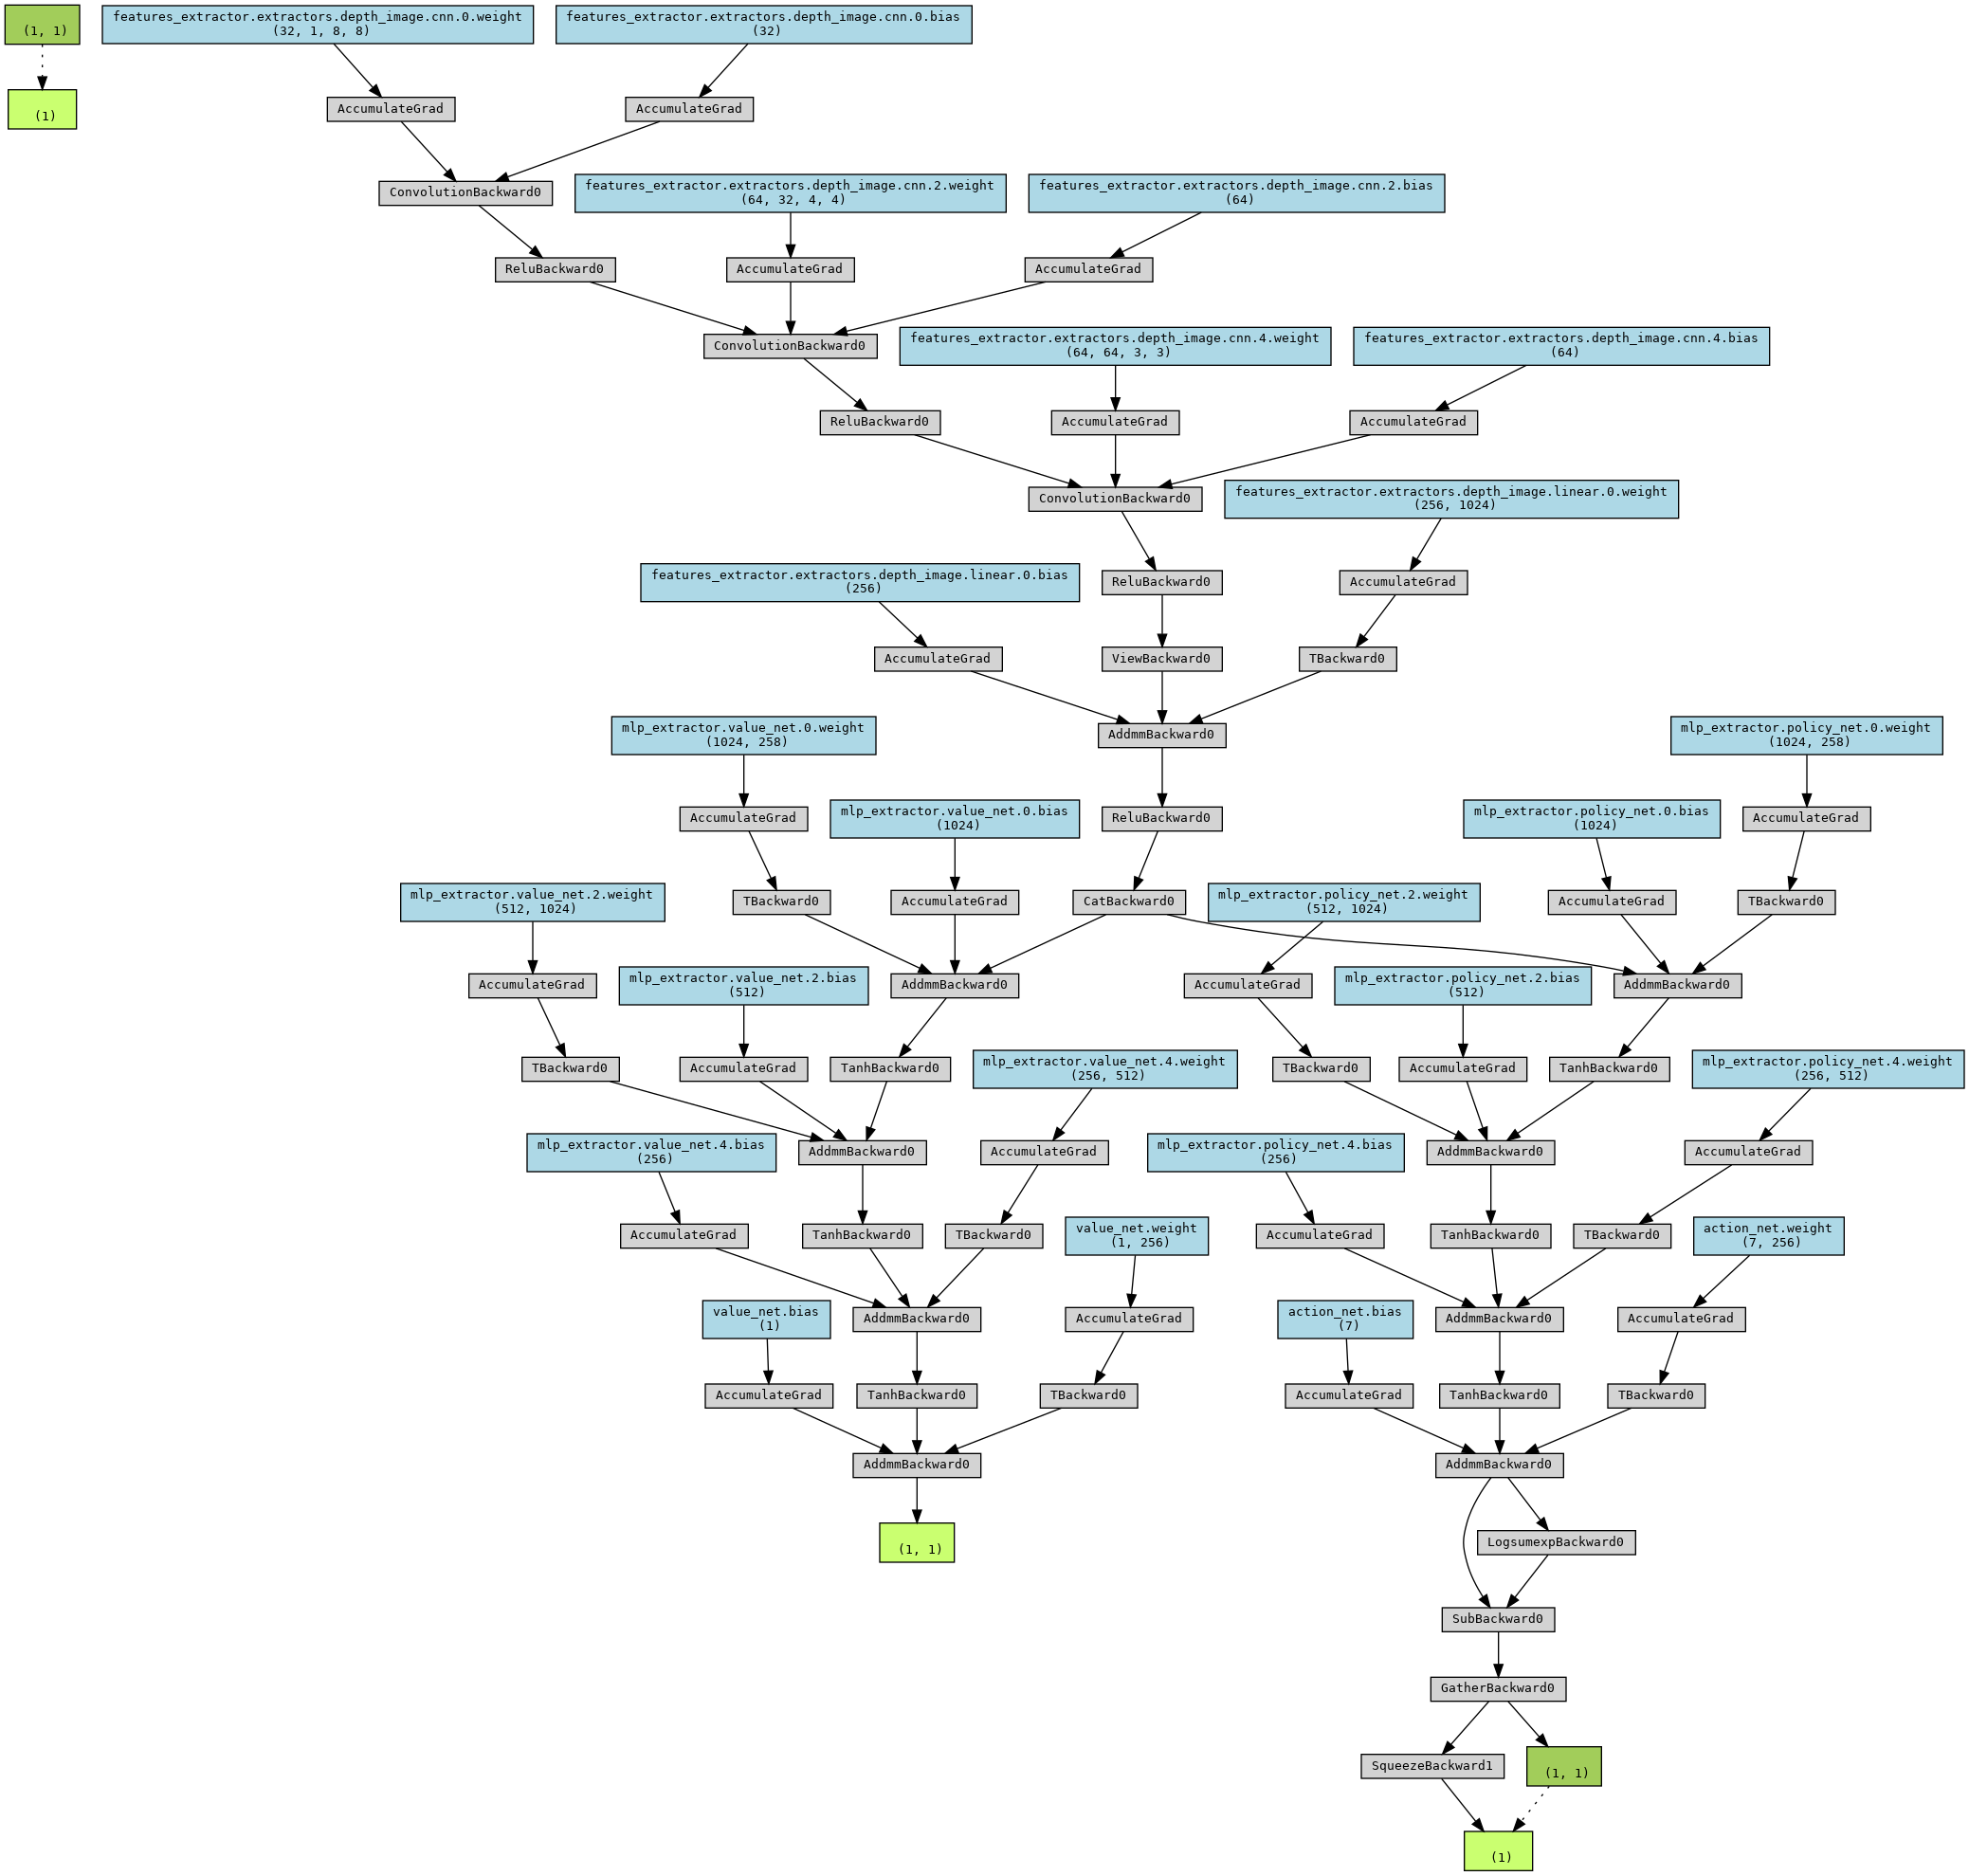 (1, 1)
features_extractor.extractors.depth_image.cnn.0.weight
(32, 1, 8, 8)
features_extractor.extractors.depth_image.cnn.0.bias
(32)
(1)
AccumulateGrad
AccumulateGrad
ConvolutionBackward0
features_extractor.extractors.depth_image.cnn.2.weight
(64, 32, 4, 4)
features_extractor.extractors.depth_image.cnn.2.bias
(64)
ReluBackward0
AccumulateGrad
AccumulateGrad
ConvolutionBackward0
features_extractor.extractors.depth_image.cnn.4.weight
(64, 64, 3, 3)
features_extractor.extractors.depth_image.cnn.4.bias
(64)
ReluBackward0
AccumulateGrad
AccumulateGrad
ConvolutionBackward0
features_extractor.extractors.depth_image.linear.0.weight
(256, 1024)
features_extractor.extractors.depth_image.linear.0.bias
(256)
ReluBackward0
AccumulateGrad
AccumulateGrad
ViewBackward0
TBackward0
mlp_extractor.value_net.0.weight
(1024, 258)
AddmmBackward0
mlp_extractor.policy_net.0.weight
(1024, 258)
AccumulateGrad
mlp_extractor.value_net.0.bias
(1024)
ReluBackward0
mlp_extractor.policy_net.0.bias
(1024)
AccumulateGrad
mlp_extractor.value_net.2.weight
(512, 1024)
TBackward0
AccumulateGrad
CatBackward0
mlp_extractor.policy_net.2.weight
(512, 1024)
AccumulateGrad
TBackward0
AccumulateGrad
mlp_extractor.value_net.2.bias
(512)
AddmmBackward0
AccumulateGrad
mlp_extractor.policy_net.2.bias
(512)
AddmmBackward0
TBackward0
AccumulateGrad
TanhBackward0
mlp_extractor.value_net.4.weight
(256, 512)
TBackward0
AccumulateGrad
TanhBackward0
mlp_extractor.policy_net.4.weight
(256, 512)
mlp_extractor.value_net.4.bias
(256)
AddmmBackward0
AccumulateGrad
mlp_extractor.policy_net.4.bias
(256)
AddmmBackward0
AccumulateGrad
AccumulateGrad
TanhBackward0
TBackward0
value_net.weight
(1, 256)
AccumulateGrad
TanhBackward0
TBackward0
action_net.weight
(7, 256)
value_net.bias
(1)
AddmmBackward0
AccumulateGrad
action_net.bias
(7)
AddmmBackward0
AccumulateGrad
AccumulateGrad
TanhBackward0
TBackward0
AccumulateGrad
TanhBackward0
TBackward0
AddmmBackward0
AddmmBackward0
(1, 1)
LogsumexpBackward0
SubBackward0
GatherBackward0
SqueezeBackward1
(1, 1)
(1)